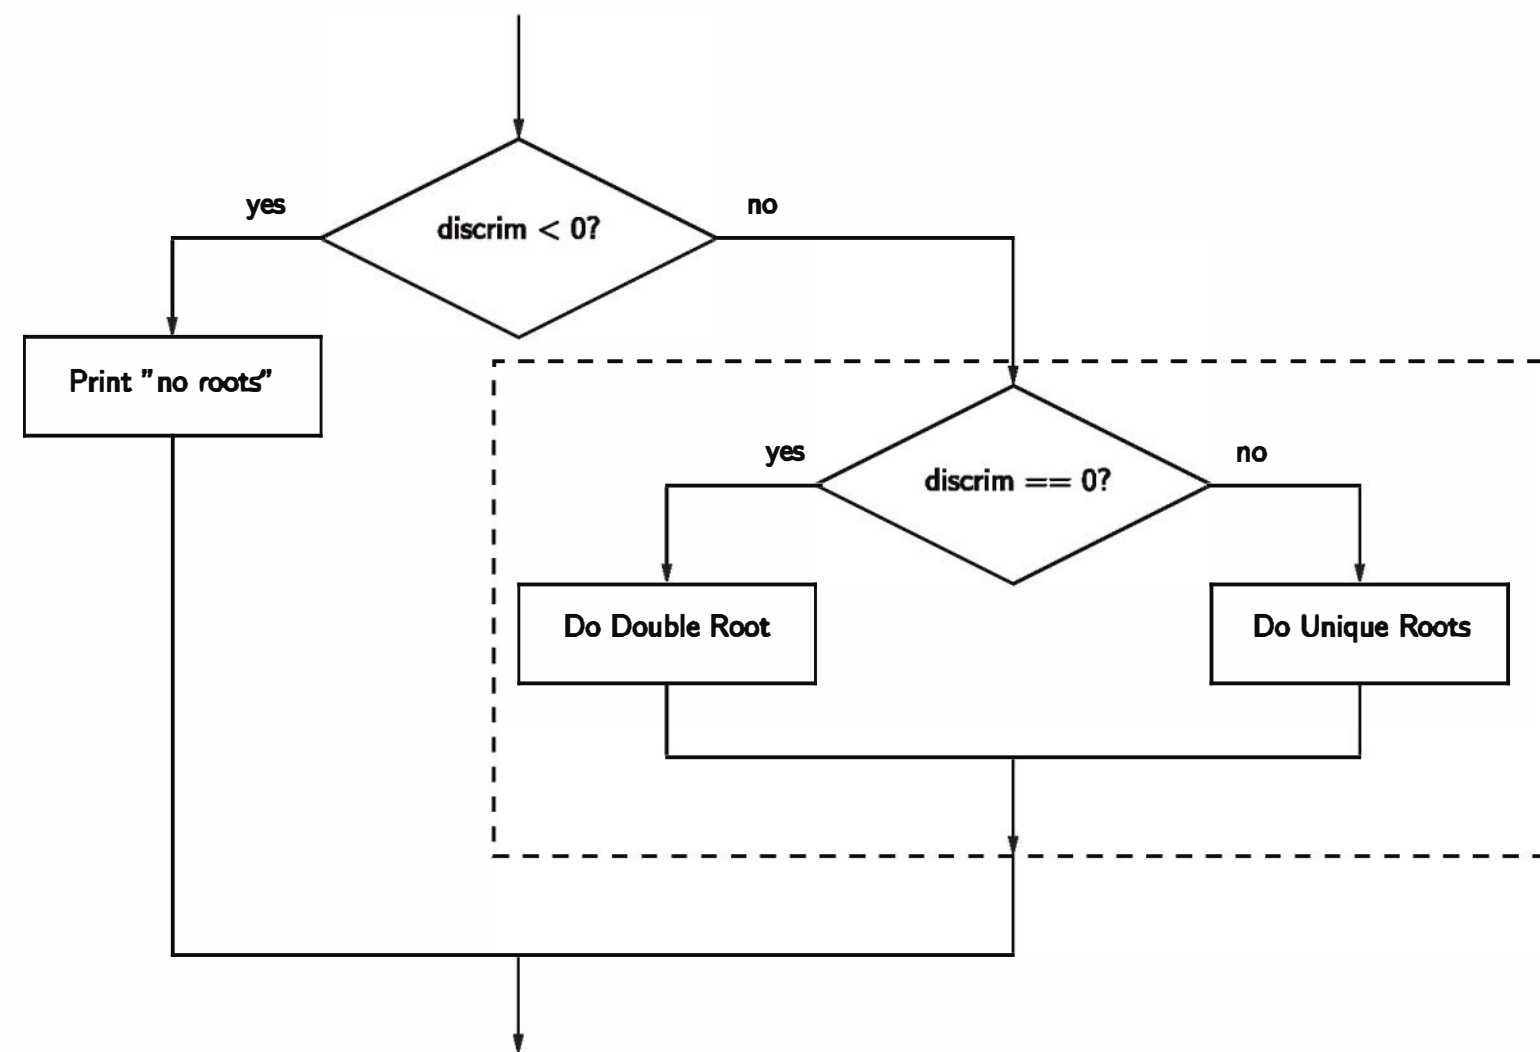 yes
discrim < 0?
no
Print "no roots"
yes
discrim == 0?
no
Do Double Root
Do Unique Roots